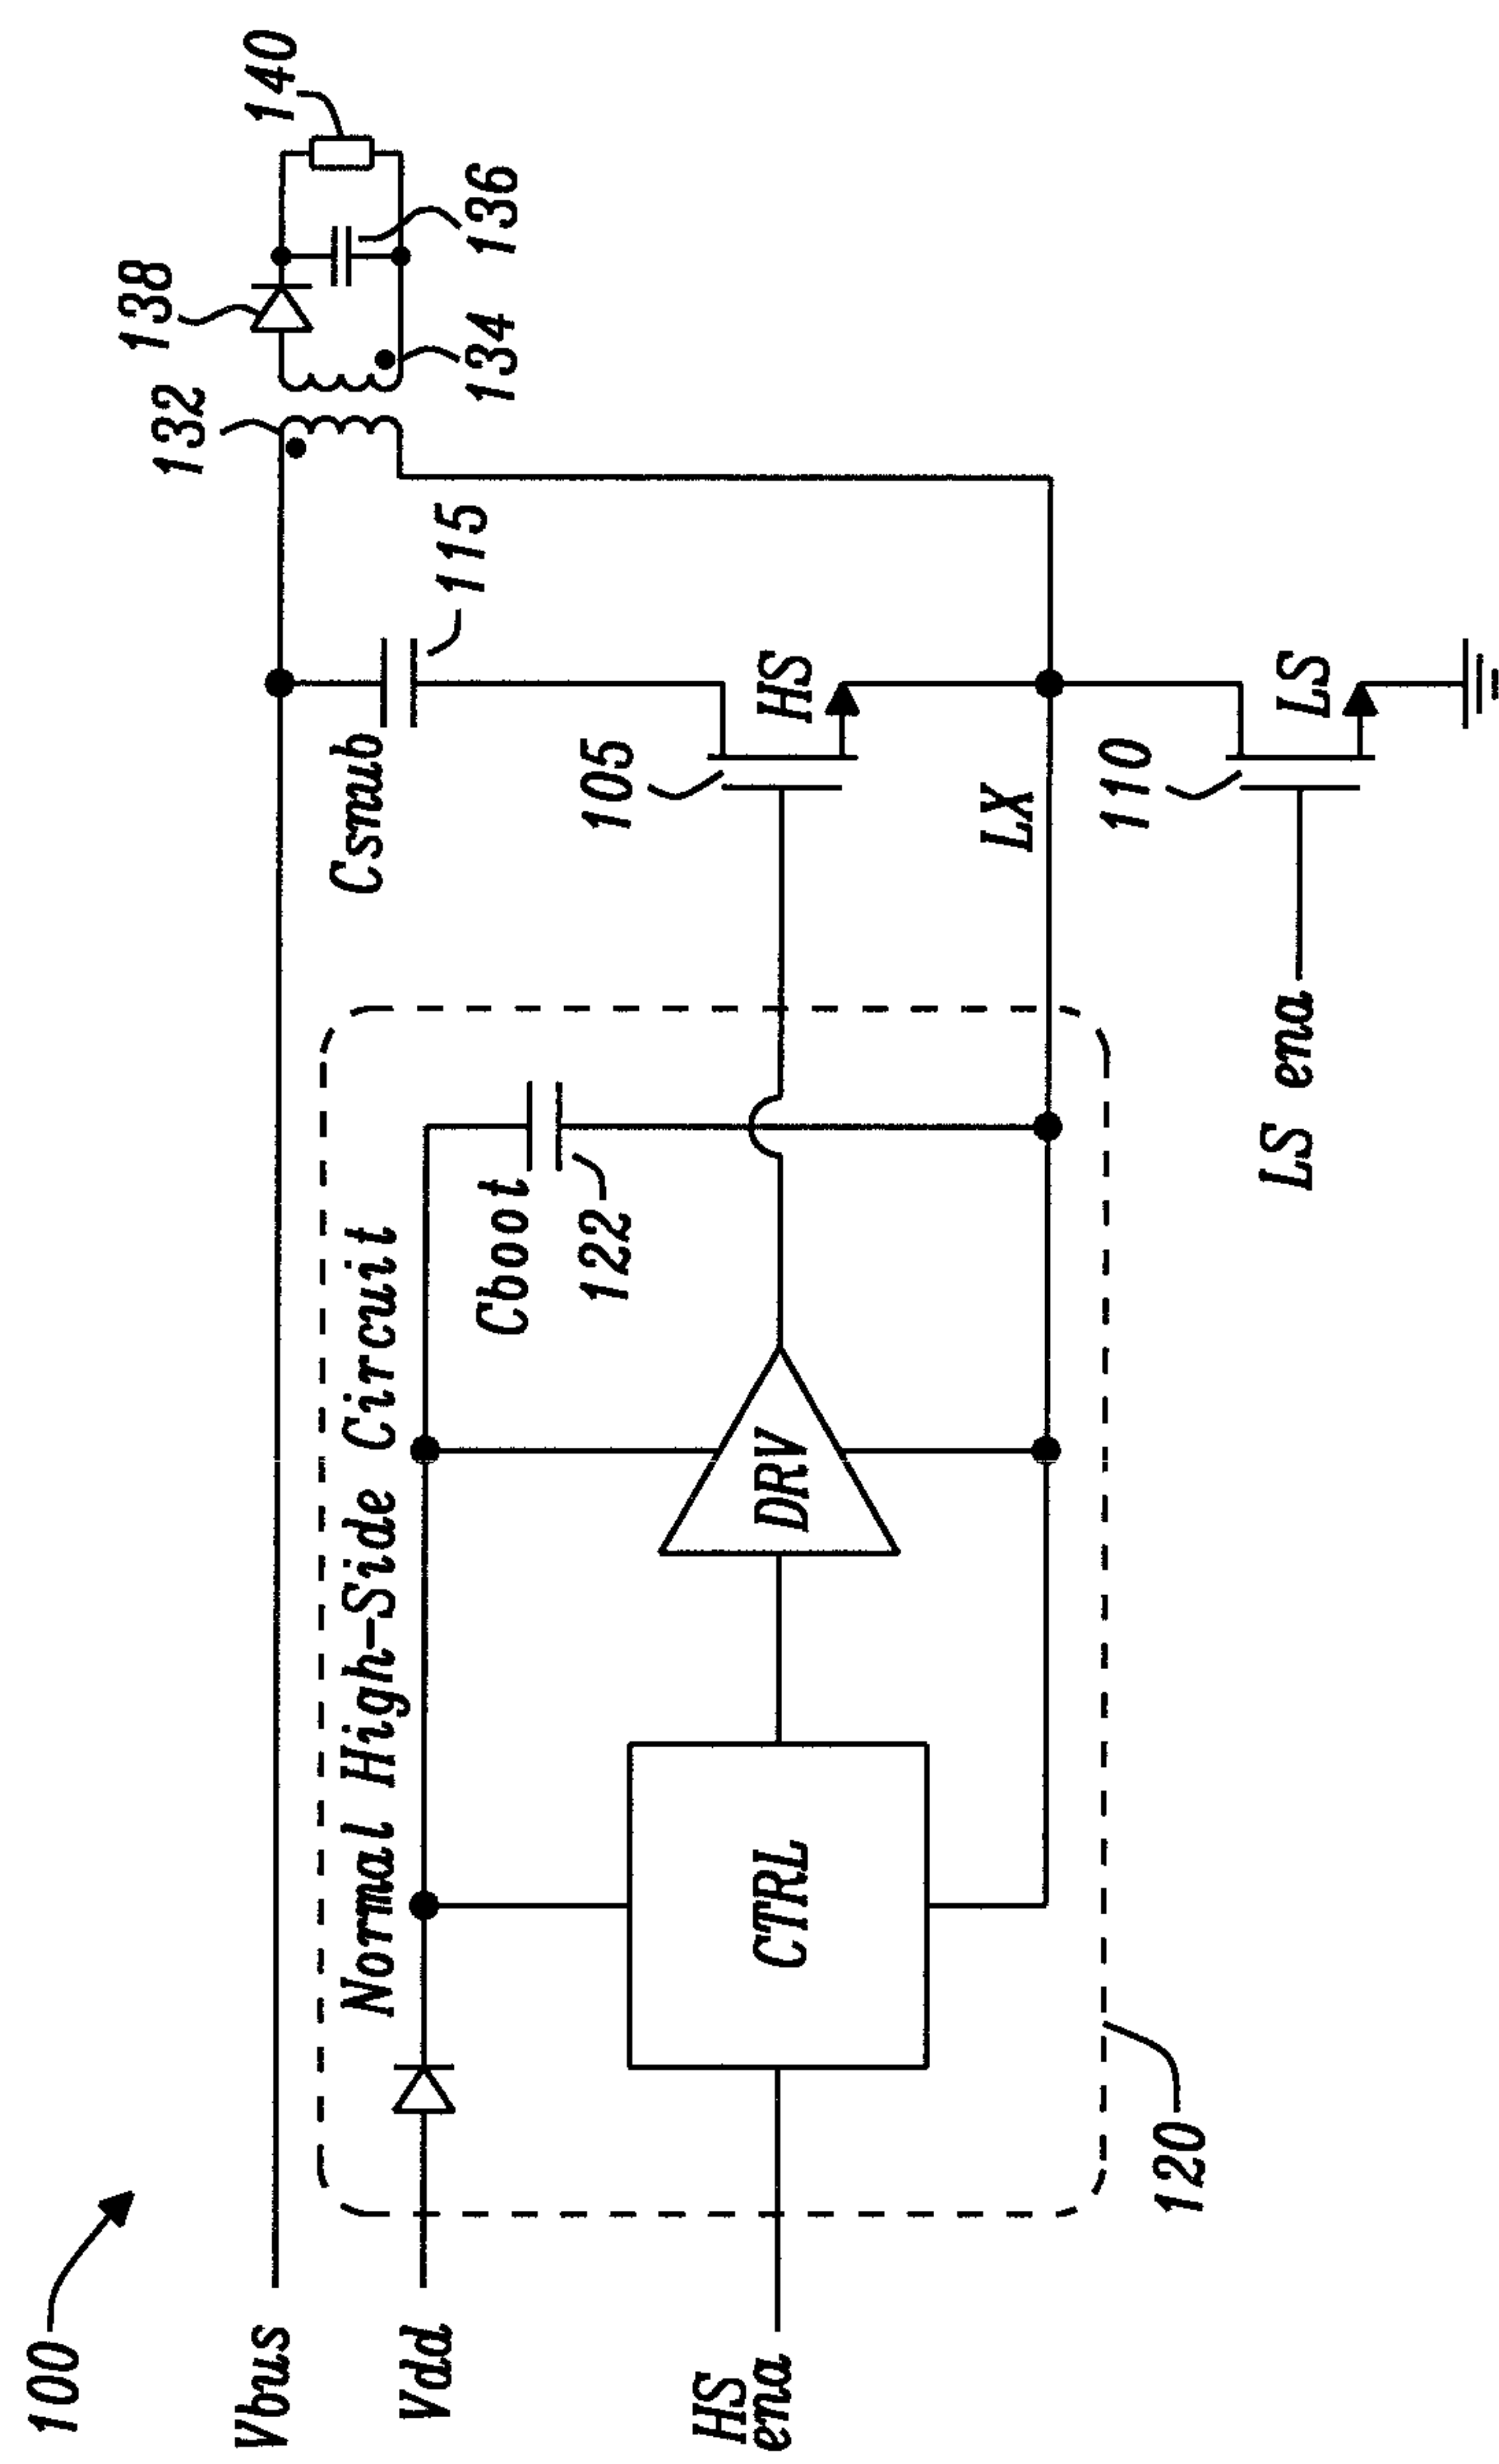 100
Vbus
Vdd
HS
ena
Normal High-Side Circuit
CTRL
DRV
Cboot
122
120
Csnub
115
105
HS
LX
110
LS
LS ena
132
138
134
136
140